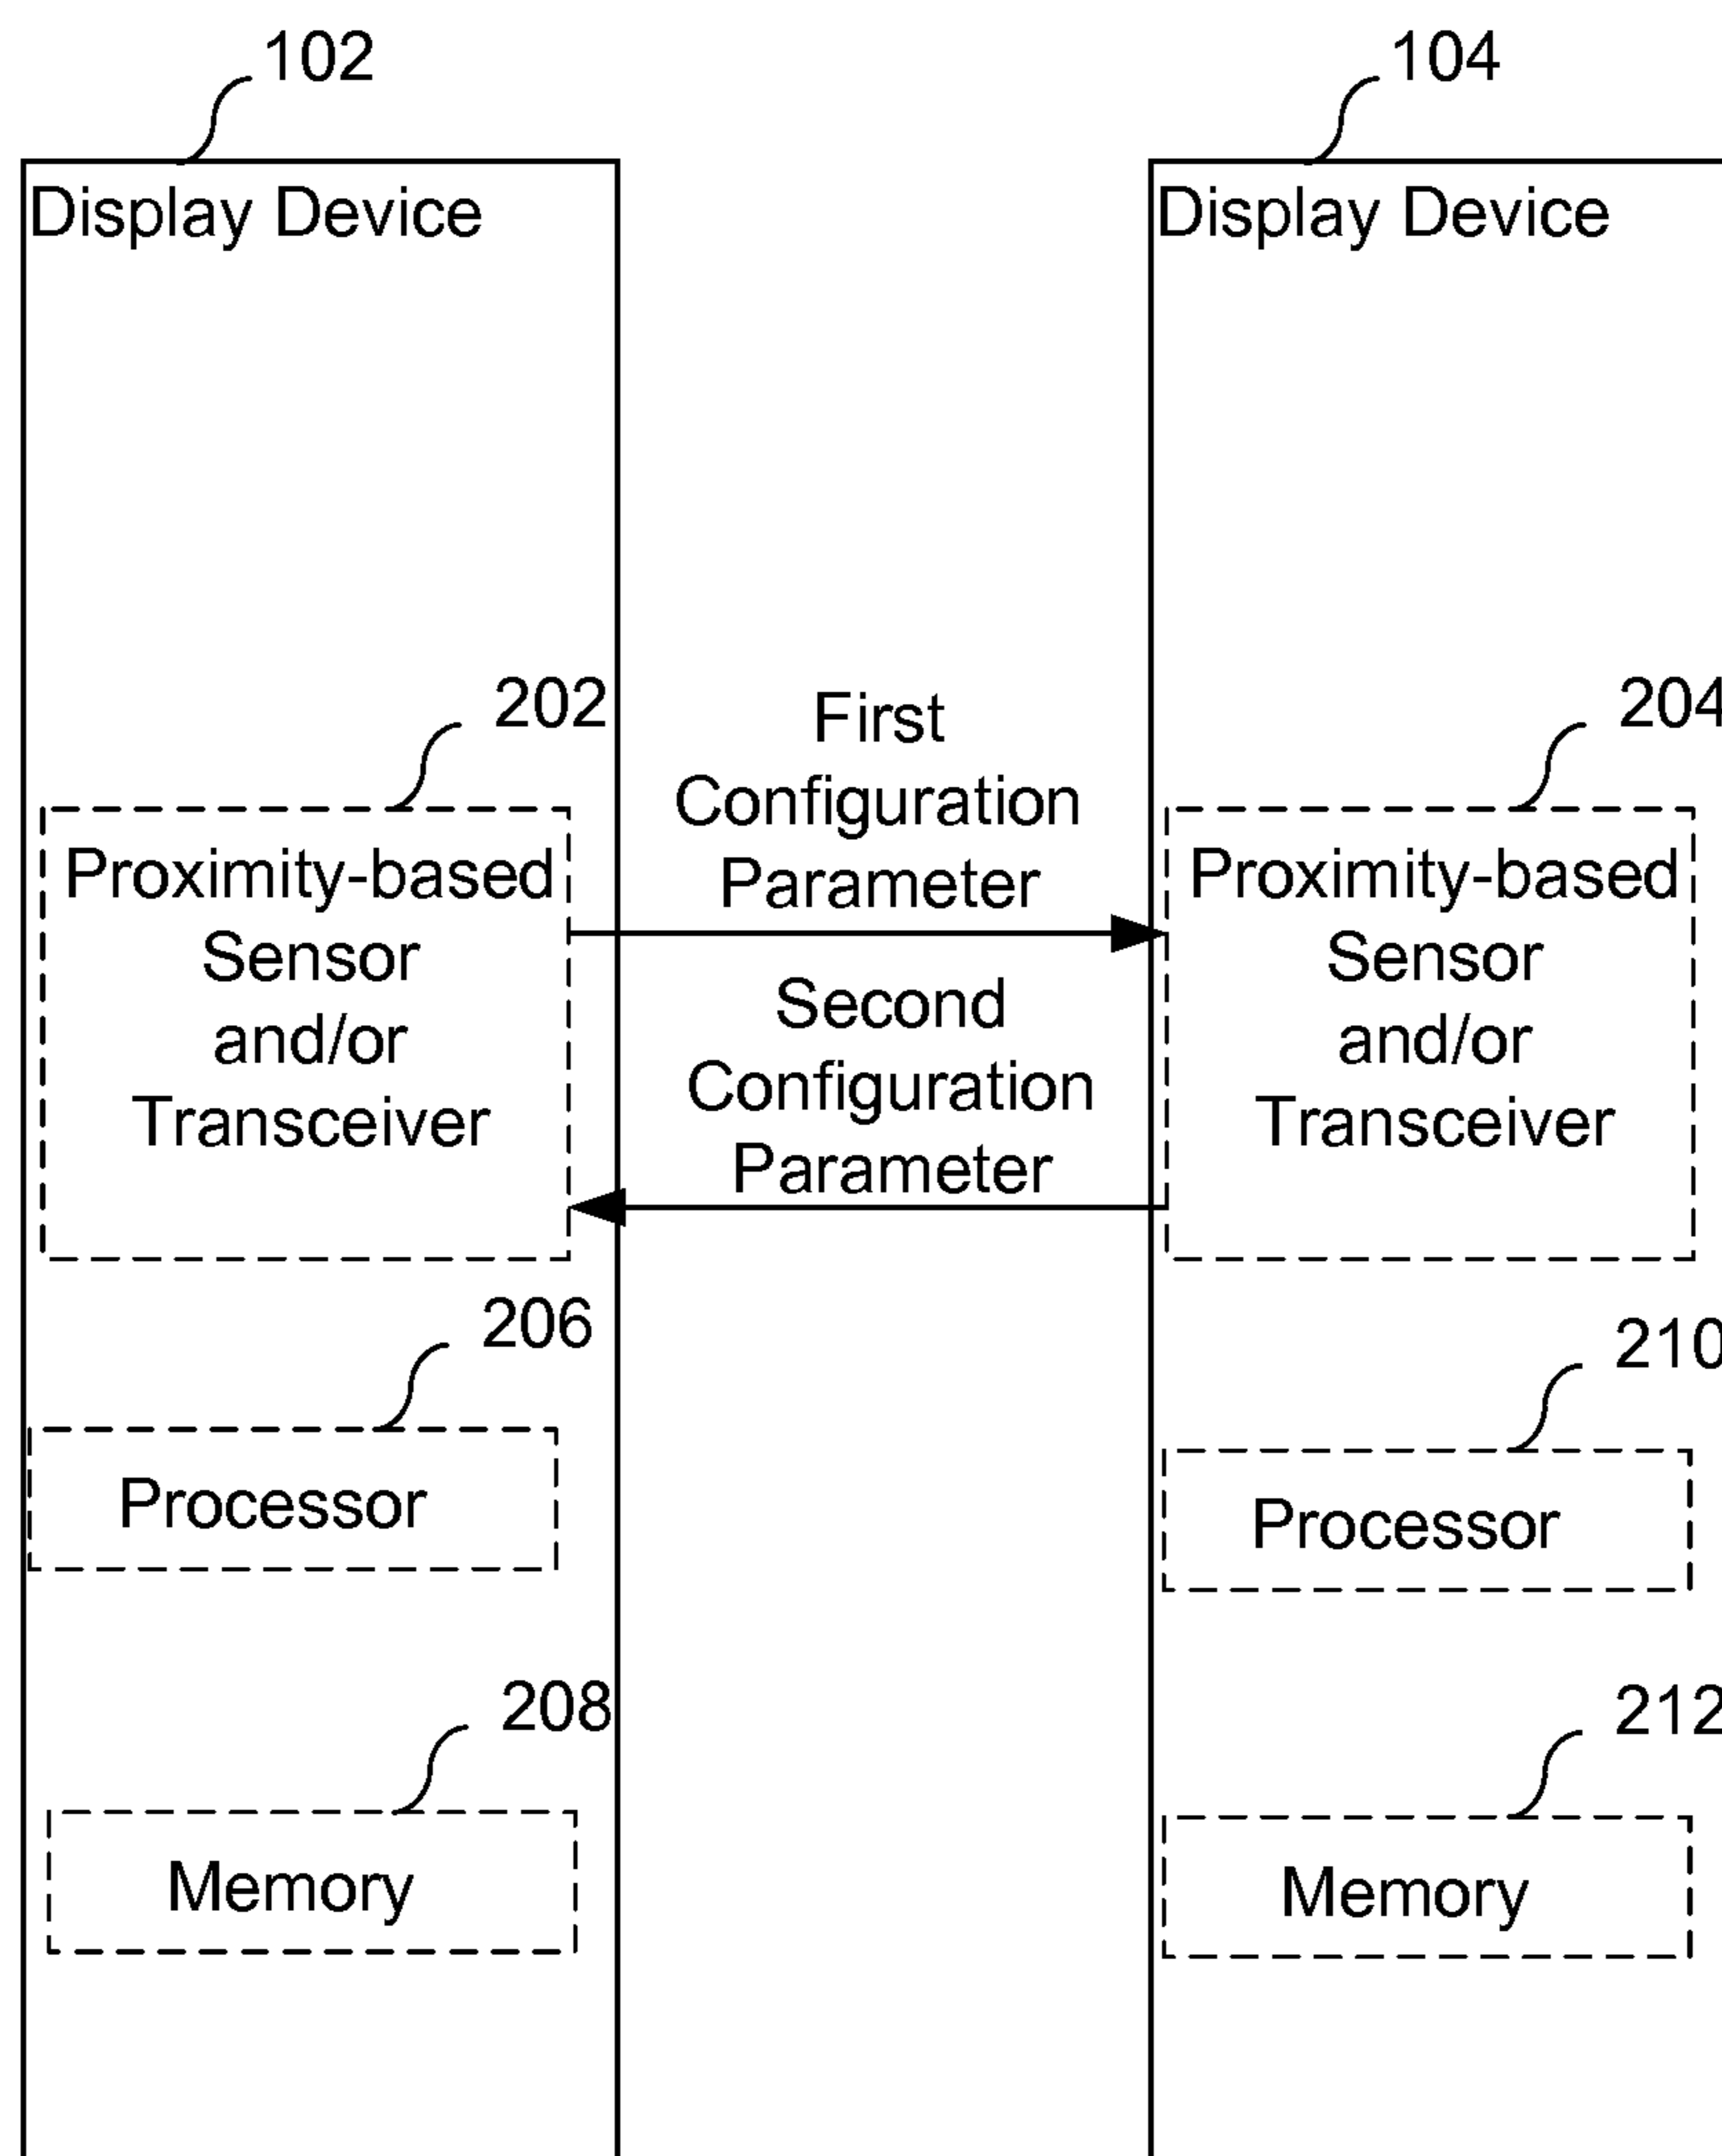 102
104
Display Device
Display Device
202
204
First
Configuration
Parameter
Proximity-based
Sensor
and/or
Transceiver
Proximity-based
Sensor
and/or
Transceiver
Second
Configuration
Parameter
206
210
Processor
Processor
208
212
Memory
Memory